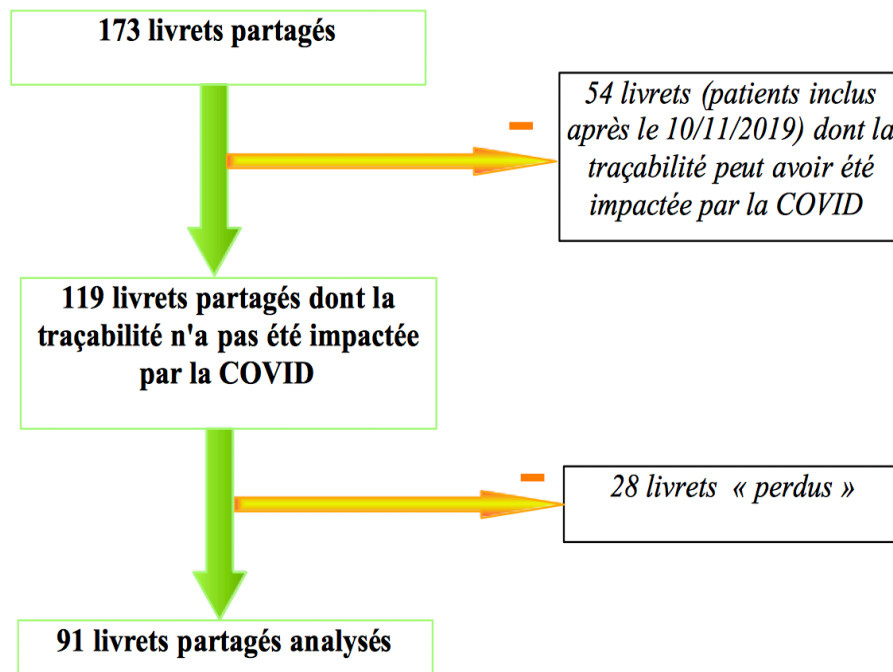 173 livrets partagés
54 livrets (patients inclus
après le 10/11/2019) dont la
traçabilité peut avoir été
impactée par la COVID
119 livrets partagés dont la
traçabilité n'a pas été impactée
par la COVID
28 livrets « perdus »
91 livrets partagés analysés